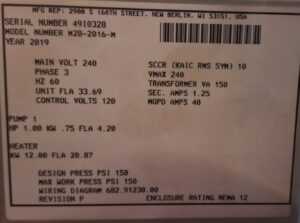 MFG REP: 2900 S 160TH STREET, NEW BERLIN, WI 53151, USA
SERIAL NUMBER 4910328
MODEL NUMBER M2B-2016-M
YEAR 2019
MAIN VOLT 240
PHASE 3
HZ 60
UNIT FLA 33.69
CONTROL VOLTS 120
SCCR (KAIC RMS SYM) 10
VMAX 240
TRANSFORMER VA 150
SEC. AMPS 1.25
MOPD AMPS 40
PUMP 1
HP 1.00 KW .75 FLA 4.20
HEATER
KW 12.00 FLA 28.87
DESIGN PRESS PSI 150
MAX WORK PRESS PSI 150
WIRING DIAGRAM 682.91230.00
REVISION P
ENCLOSURE RATING NEMA 12